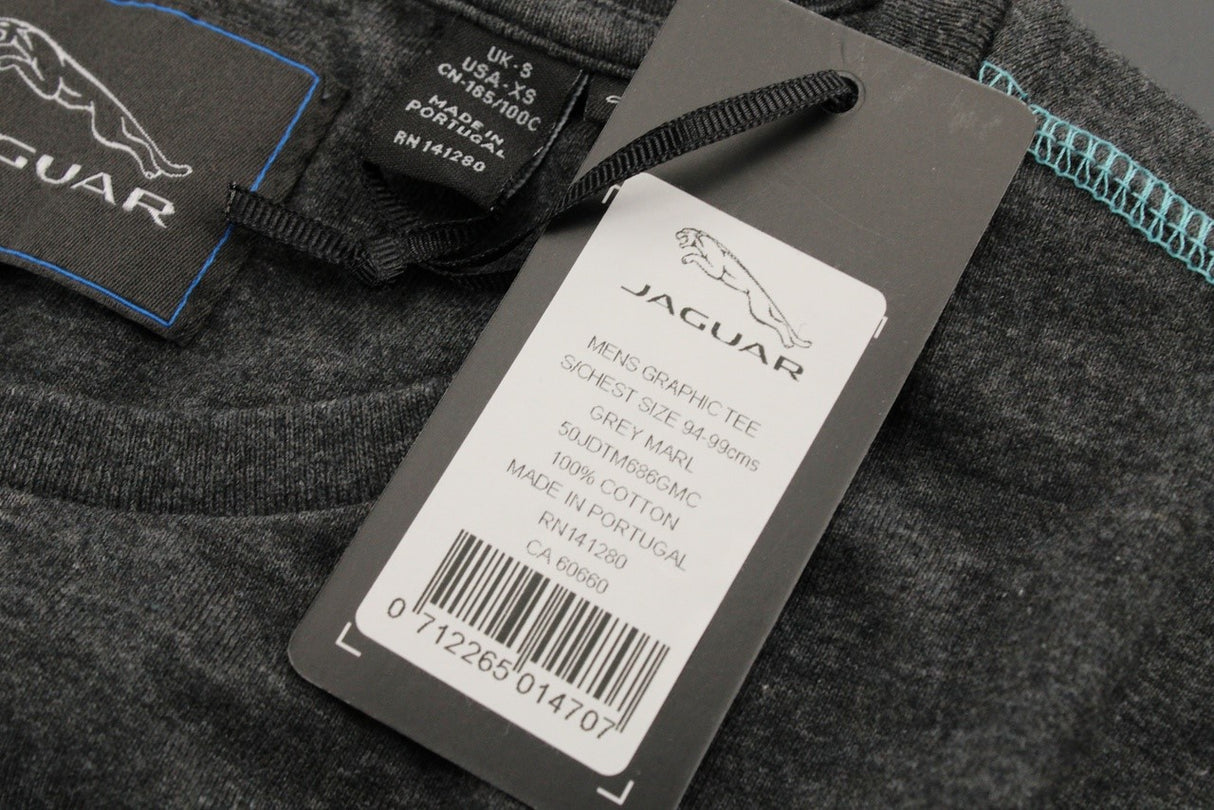 JAGUAR
UK-S
USA-XS
CN-165/100C
MADE IN
PORTUGAL
RN 141280
JAGUAR
MENS GRAPHIC TEE
S/CHEST SIZE 94-99cms
GREY MARL
50JDTM686GMC
100% COTTON
MADE IN PORTUGAL
RN141280
CA 60660
0 712265 014707